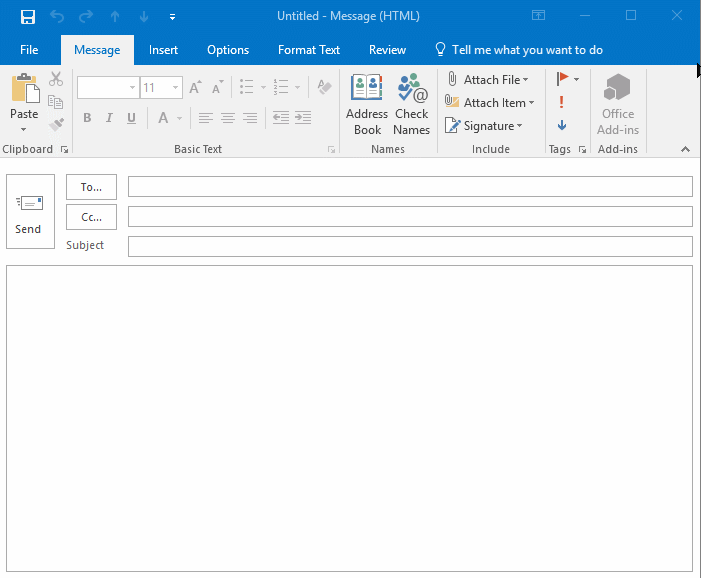 Untitled - Message (HTML)
File Message Insert Options Format Text Review Tell me what you want to do
Paste
11
A A
B I U A
Address Book
Check Names
Attach File
Attach Item
Signature
!
Office Add-ins
Clipboard Basic Text Names Include Tags Add-ins
Send
To...
Cc...
Subject